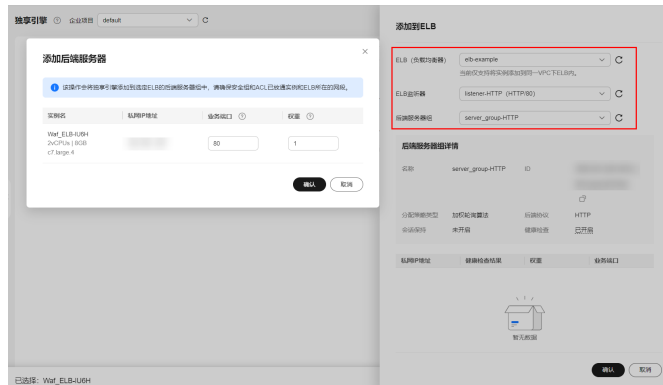 独享引擎 企业项目 default
添加后端服务器
该操作会将独享引擎添加到选定ELB的后端服务器组中，请确保安全组和ACL已放通实例和ELB所在的网段。
实例名 私网IP地址 业务端口 权重
Waf_ELB-IU6H
2vCPUs | 8GB
c7.large.4
80 1
确认 取消
已选择：Waf_ELB-IU6H
添加到ELB
ELB（负载均衡器） elb-example
当前仅支持将实例添加到同一VPC下ELB内。
ELB监听器 listener-HTTP (HTTP/80)
后端服务器组 server_group-HTTP
后端服务器组详情
名称 server_group-HTTP ID
分配策略类型 加权轮询算法 后端协议 HTTP
会话保持 未开启 健康检查 已开启
私网IP地址 健康检查结果 权重 业务端口
暂无数据
确认 取消